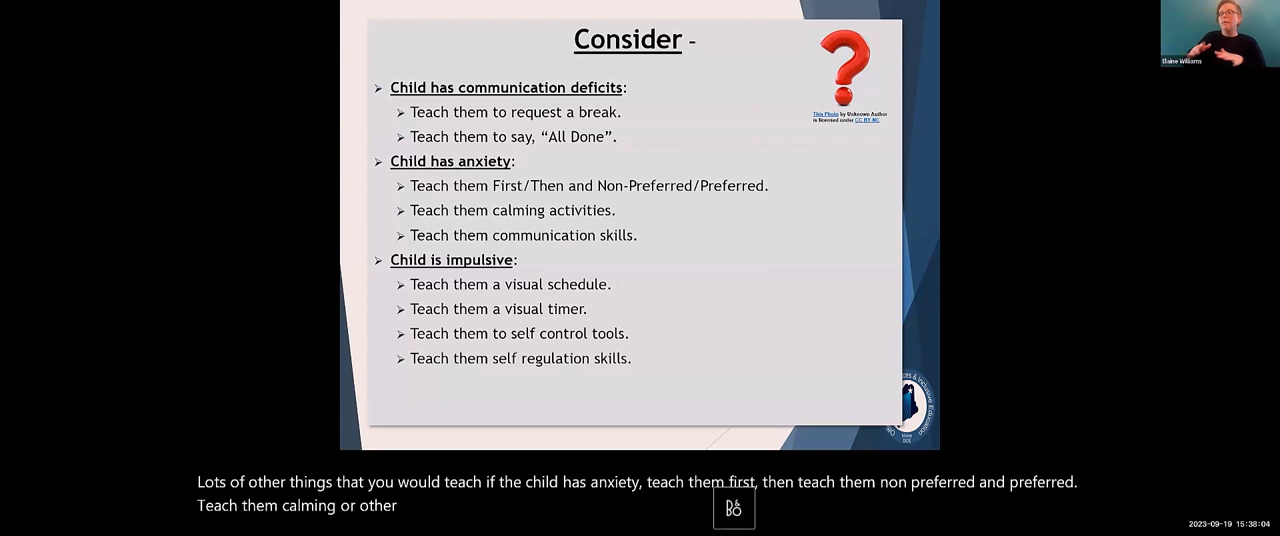 Consider -
This Photo by Unknown Author
is licensed under CC BY-NC
Elaine Williams
➢ Child has communication deficits:
➢ Teach them to request a break.
➢ Teach them to say, “All Done”.
➢ Child has anxiety:
➢ Teach them First/Then and Non-Preferred/Preferred.
➢ Teach them calming activities.
➢ Teach them communication skills.
➢ Child is impulsive:
➢ Teach them a visual schedule.
➢ Teach them a visual timer.
➢ Teach them to self control tools.
➢ Teach them self regulation skills.
& Inclusive Education
Maine
DOE
Lots of other things that you would teach if the child has anxiety, teach them first, then teach them non preferred and preferred.
Teach them calming or other
B&O
2023-09-19 15:38:04